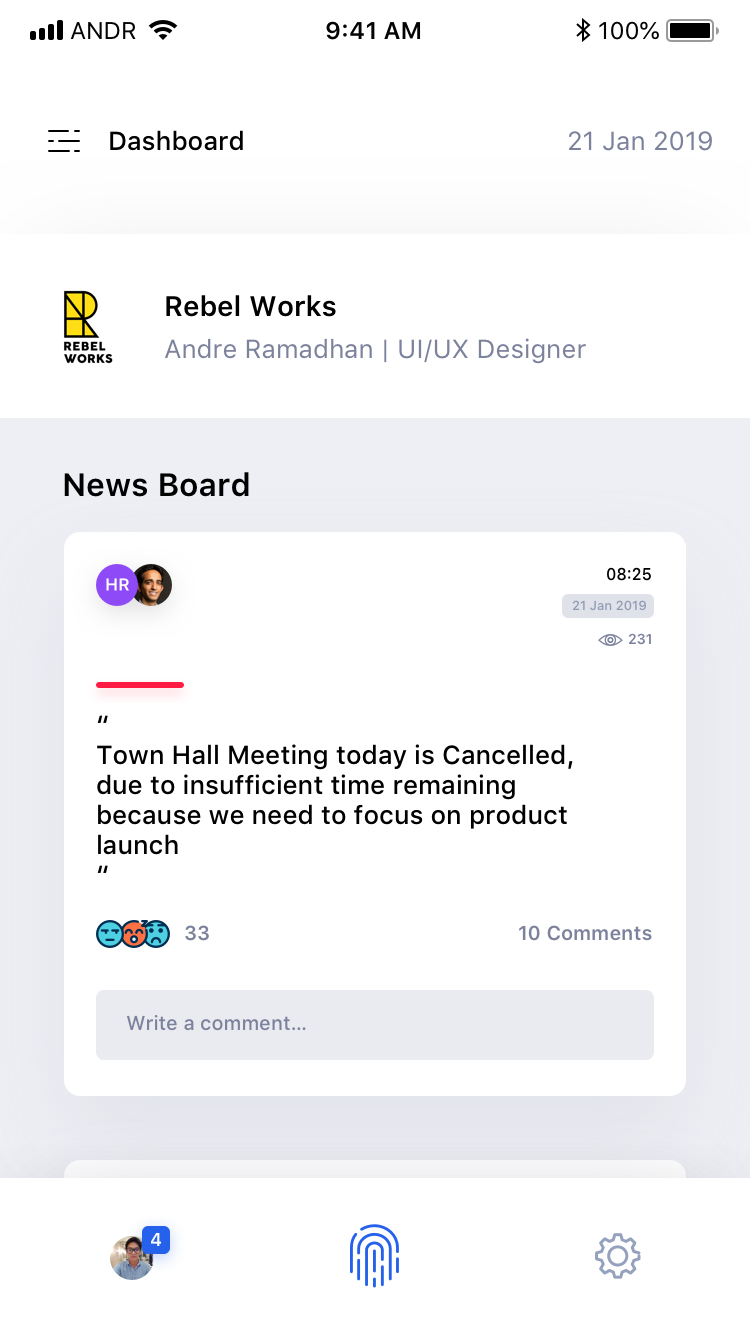 ANDR 9:41 AM 100%
Dashboard 21 Jan 2019
Rebel Works
Andre Ramadhan | UI/UX Designer
REBEL
WORKS
News Board
HR 08:25
21 Jan 2019
231
“
Town Hall Meeting today is Cancelled,
due to insufficient time remaining
because we need to focus on product
launch
“
33 10 Comments
Write a comment...
4